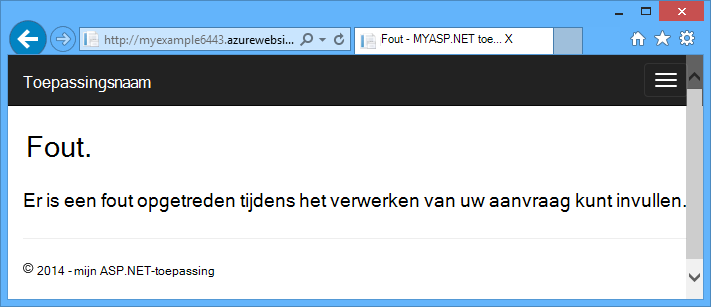 http://myexample6443.azurewebsi...
Fout - MYASP.NET toe... X
Toepassingsnaam
Fout.
Er is een fout opgetreden tijdens het verwerken van uw aanvraag kunt invullen.
© 2014 - mijn ASP.NET-toepassing